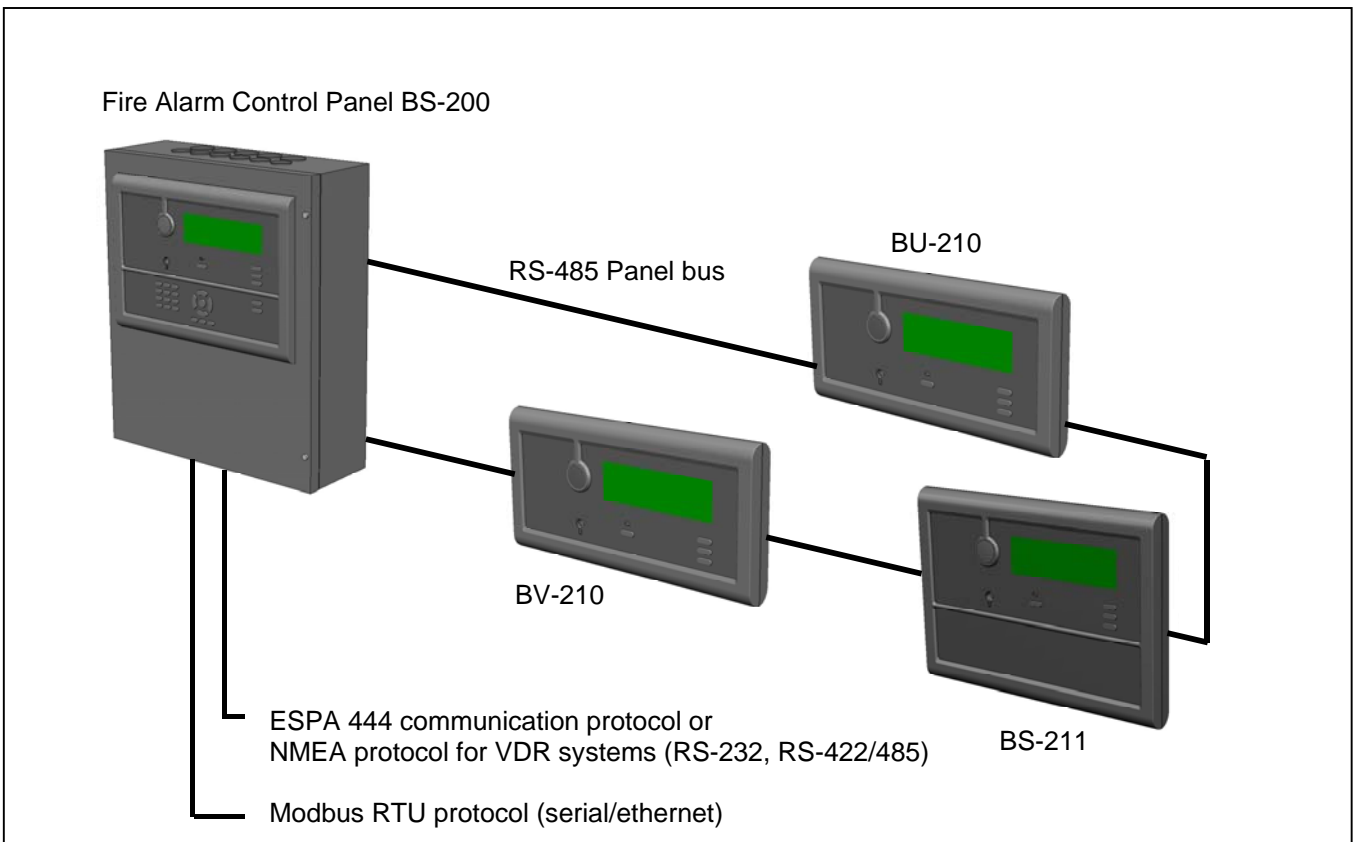 Fire Alarm Control Panel BS-200
BU-210
RS-485 Panel bus
BV-210
BS-211
ESPA 444 communication protocol or
NMEA protocol for VDR systems (RS-232, RS-422/485)
Modbus RTU protocol (serial/ethernet)